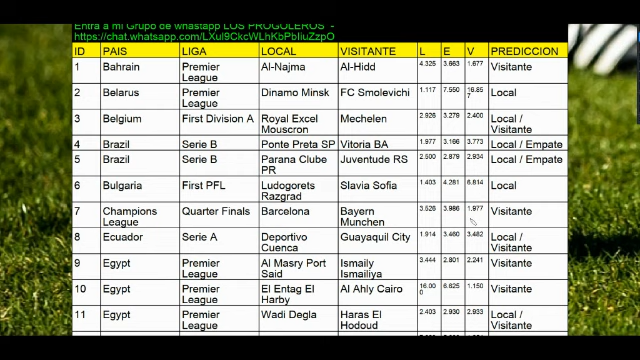 Entra a mi Grupo de whastapp LOS PROGOLEROS -
ID PAIS LIGA LOCAL VISITANTE L E V PREDICCION
1 Bahrain Premier League Al-Najma Al-Hidd 4.325 3.663 1.677 Visitante
2 Belarus Premier League Dinamo Minsk FC Smolevichi 1.117 7.550 16.857 Local
3 Belgium First Division A Royal Excel Mouscron Mechelen 2.926 3.279 2.400 Local / Visitante
4 Brazil Serie B Ponte Preta SP Vitoria BA 1.977 3.166 3.773 Local / Empate
5 Brazil Serie B Parana Clube PR Juventude RS 2.500 2.879 2.934 Local / Empate
6 Bulgaria First PFL Ludogorets Razgrad Slavia Sofia 1.403 4.281 6.814 Local
7 Champions League Quarter Finals Barcelona Bayern Munchen 3.526 3.986 1.977 Visitante
8 Ecuador Serie A Deportivo Cuenca Guayaquil City 1.914 3.460 3.482 Local / Visitante
9 Egypt Premier League Al Masry Port Said Ismaily Ismailiya 3.444 2.801 2.241 Visitante
10 Egypt Premier League El Entag El Harby Al Ahly Cairo 16.000 6.625 1.150 Visitante
11 Egypt Premier League Wadi Degla Haras El Hodoud 2.403 2.930 2.933 Local / Visitante